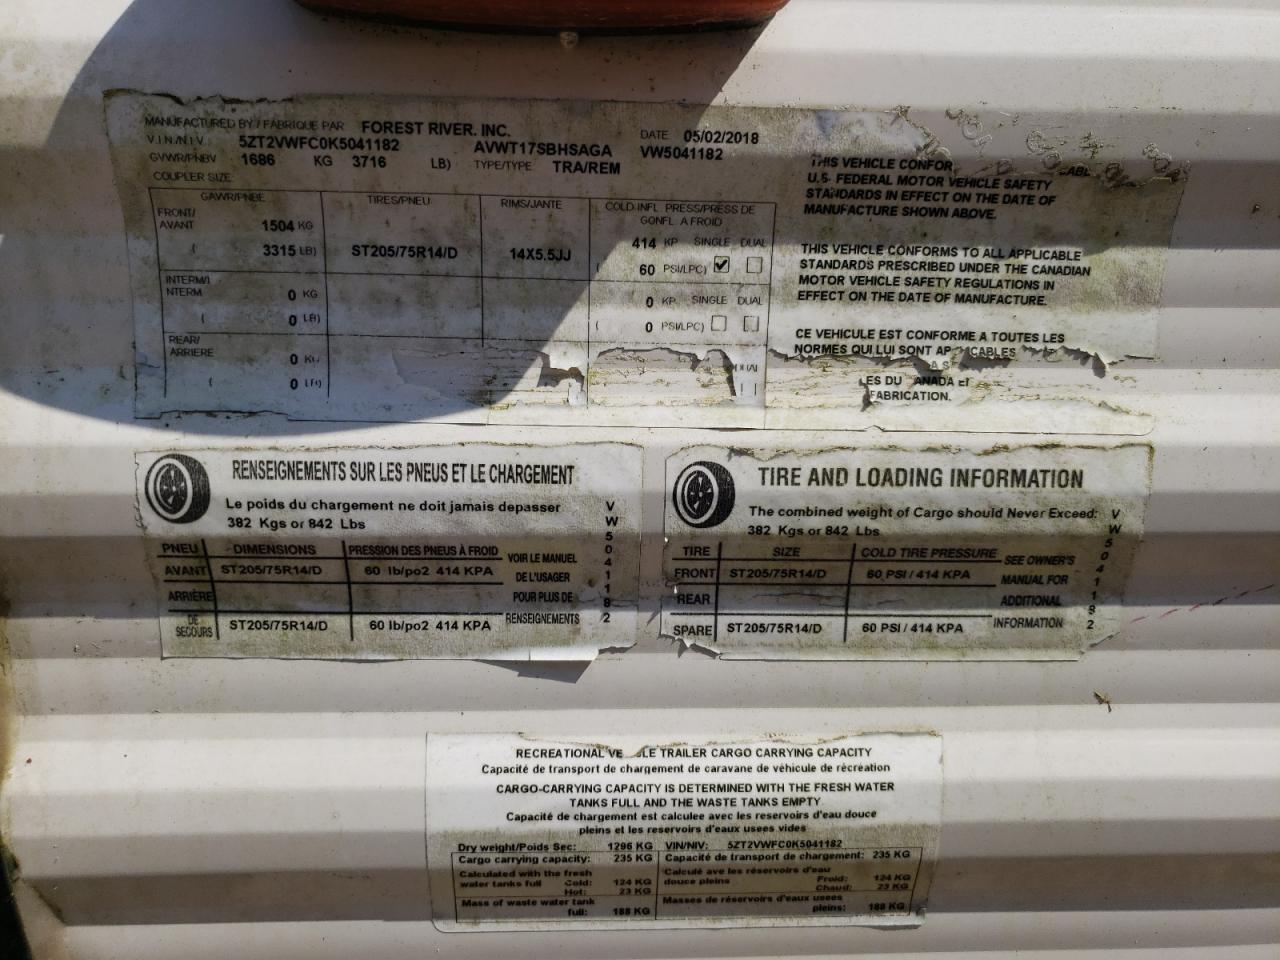 MANUFACTURED BY / FABRIQUE PAR FOREST RIVER, INC. DATE 05/02/2018
V.I.N./N.I.V. 5ZT2VWFC0K5041182 AVWT17SBHSAGA VW5041182
GVWR/PNBV 1686 KG 3716 LB) TYPE/TYPE TRA/REM
COUPLER SIZE
GAWR/PNBE TIRES/PNEU RIMS/JANTE COLD INFL PRESS/PRESS DE GONFL A FROID
FRONT/ AVANT 1504 KG 414 KP SINGLE DUAL
( 3315 LB) ST205/75R14/D 14X5.5JJ ( 60 PSI/LPC) ✓
INTERM/I NTERM 0 KG 0 KP SINGLE DUAL
( 0 LB) ( 0 PSI/LPC)
REAR/ ARRIERE 0 KG DUAL
( 0 LB)
THIS VEHICLE CONFOR ABL
U.S. FEDERAL MOTOR VEHICLE SAFETY
STANDARDS IN EFFECT ON THE DATE OF
MANUFACTURE SHOWN ABOVE.
THIS VEHICLE CONFORMS TO ALL APPLICABLE
STANDARDS PRESCRIBED UNDER THE CANADIAN
MOTOR VEHICLE SAFETY REGULATIONS IN
EFFECT ON THE DATE OF MANUFACTURE.
CE VEHICULE EST CONFORME A TOUTES LES
NORMES QUI LUI SONT AP ICABLES
A S
LES DU ANADA ET
FABRICATION.
RENSEIGNEMENTS SUR LES PNEUS ET LE CHARGEMENT
Le poids du chargement ne doit jamais depasser
382 Kgs or 842 Lbs
PNEU DIMENSIONS PRESSION DES PNEUS À FROID
AVANT ST205/75R14/D 60 lb/po2 414 KPA
ARRIÈRE
DE SECOURS ST205/75R14/D 60 lb/po2 414 KPA
VOIR LE MANUEL
DE L'USAGER
POUR PLUS DE
RENSEIGNEMENTS
VW5041182
TIRE AND LOADING INFORMATION
The combined weight of Cargo should Never Exceed:
382 Kgs or 842 Lbs
TIRE SIZE COLD TIRE PRESSURE
FRONT ST205/75R14/D 60 PSI / 414 KPA
REAR
SPARE ST205/75R14/D 60 PSI / 414 KPA
SEE OWNER'S
MANUAL FOR
ADDITIONAL
INFORMATION
VW5041182
RECREATIONAL VE LE TRAILER CARGO CARRYING CAPACITY
Capacité de transport de chargement de caravane de véhicule de récréation
CARGO-CARRYING CAPACITY IS DETERMINED WITH THE FRESH WATER
TANKS FULL AND THE WASTE TANKS EMPTY
Capacité de chargement est calculee avec les reservoirs d'eau douce
pleins et les reservoirs d'eaux usees vides
Dry weight/Poids Sec: 1296 KG VIN/NIV: 5ZT2VWFC0K5041182
Cargo carrying capacity: 235 KG Capacité de transport de chargement: 235 KG
Calculated with the fresh Calculé ave les réservoirs d'eau
water tanks full Cold: 124 KG douce pleins Froid: 124 KG
Hot: 23 KG Chaud: 23 KG
Mass of waste water tank Masses de réservoirs d'eaux usees
full: 188 KG pleins: 188 KG